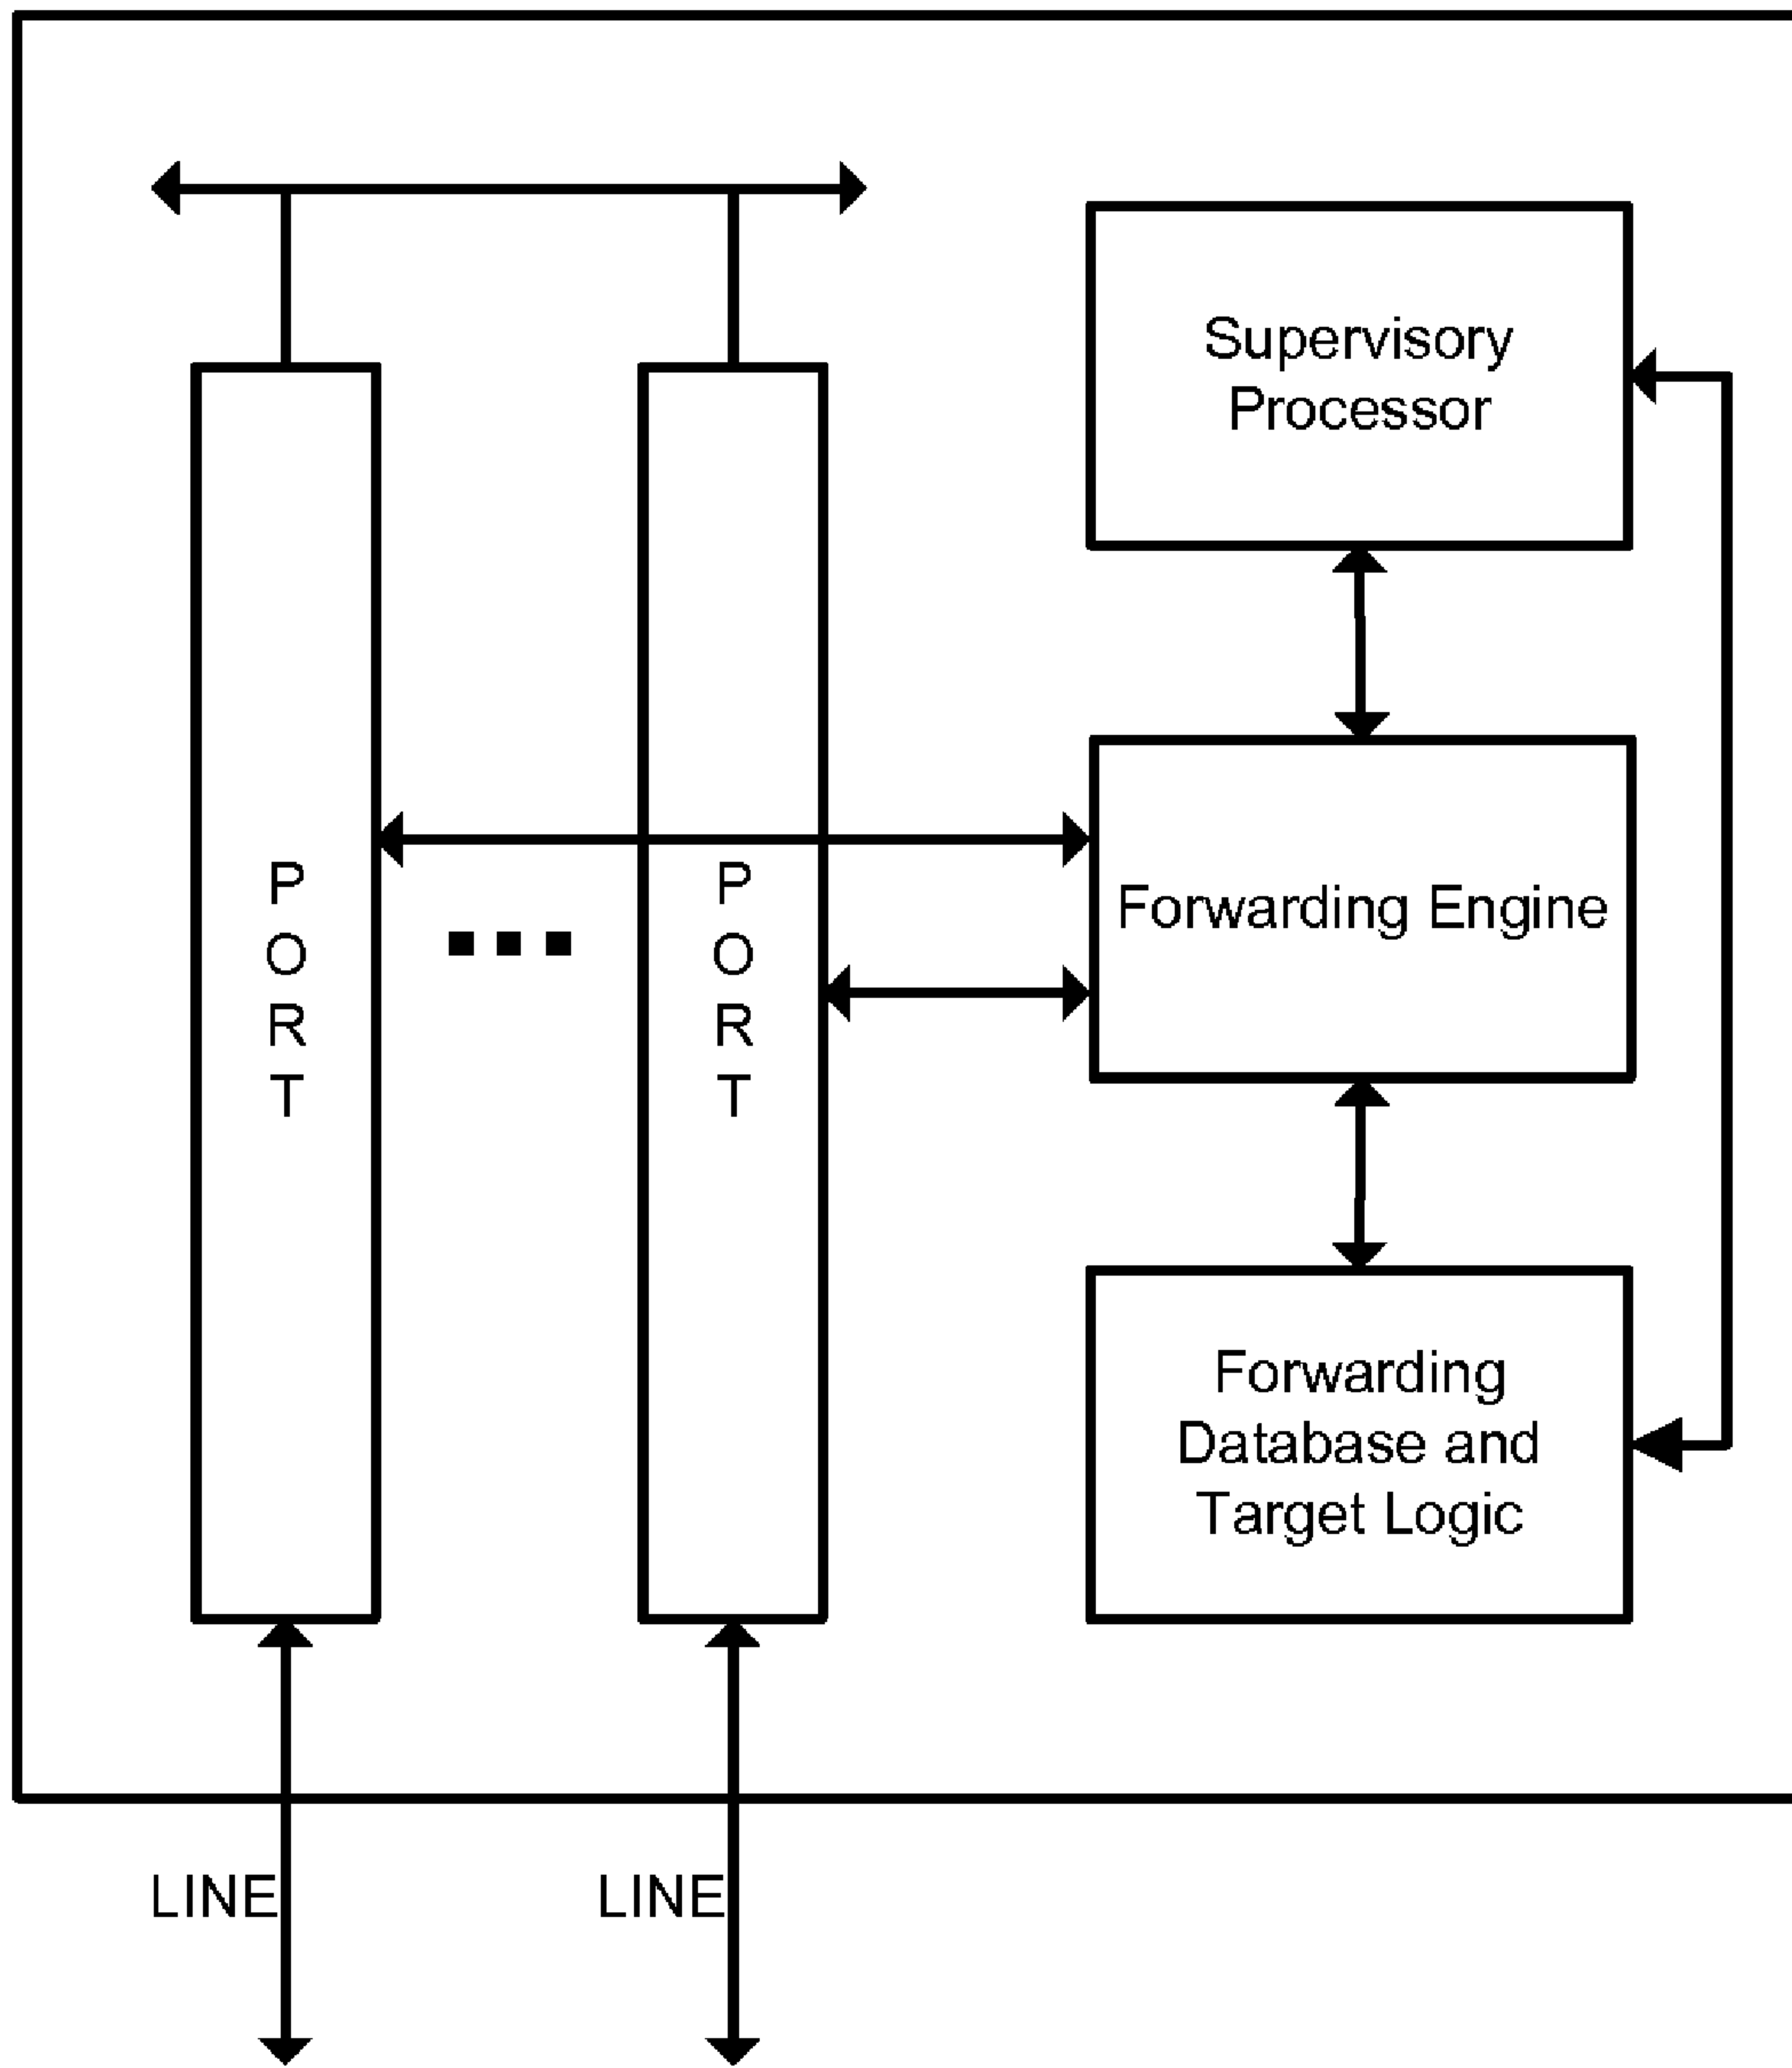 Supervisory
Processor
P
O
R
T
P
O
R
T
Forwarding Engine
Forwarding
Database and
Target Logic
LINE
LINE